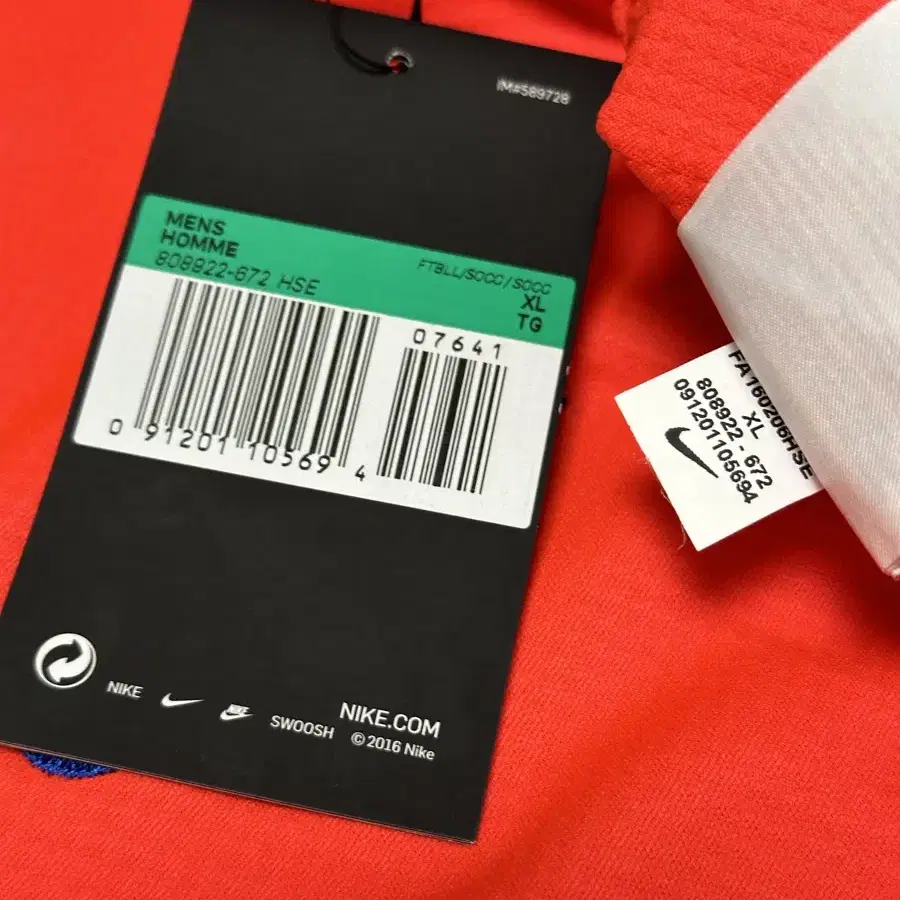 IM#589728
MENS
HOMME
808922-672 HSE
FTBLL/SOCC/SOCC
XL
TG
07641
0 91201 10569 4
NIKE
NIKE
SWOOSH
NIKE.COM
©2016 Nike
FA160206HSE
XL
808922 - 672
091201105694